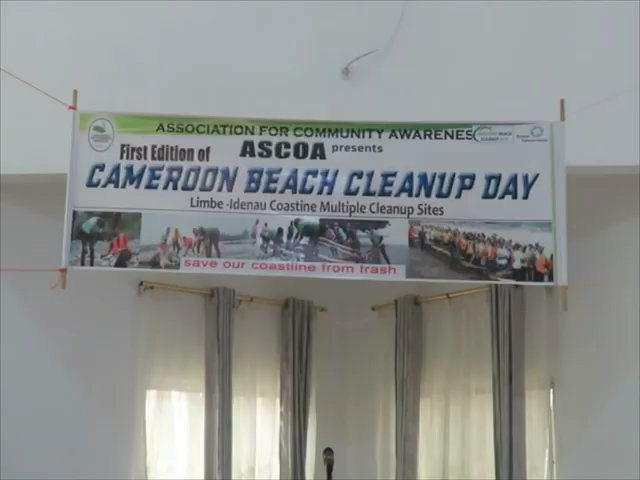 ASSOCIATION FOR COMMUNITY AWARENES
ASCOA presents
First Edition of
CAMEROON BEACH CLEANUP DAY
Limbe -Idenau Coastine Multiple Cleanup Sites
save our coastline from trash